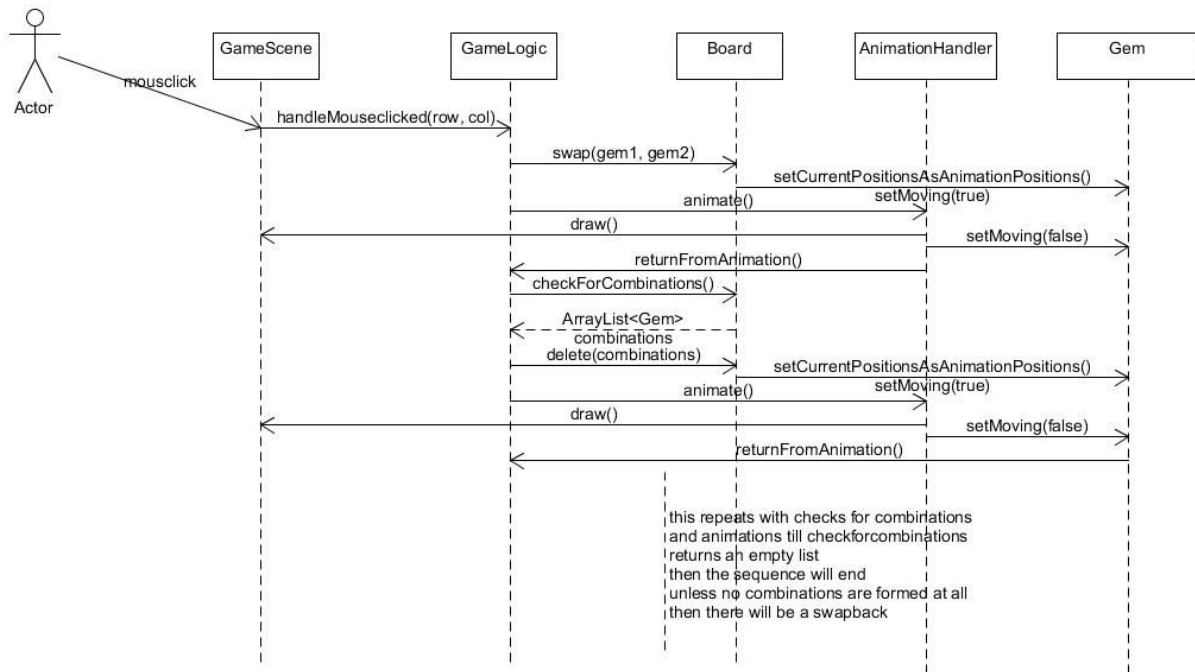 GameScene
GameLogic
Board
AnimationHandler
Gem
mousclick
Actor
handleMouseclicked(row, col)
swap(gem1, gem2)
setCurrentPositionsAsAnimationPositions()
animate()
setMoving(true)
draw()
setMoving(false)
returnFromAnimation()
checkForCombinations()
ArrayList<Gem>
combinations
delete(combinations)
setCurrentPositionsAsAnimationPositions()
animate()
setMoving(true)
draw()
setMoving(false)
returnFromAnimation()
this repeats with checks for combinations
and animations till checkforcombinations
returns an empty list
then the sequence will end
unless no combinations are formed at all
then there will be a swapback